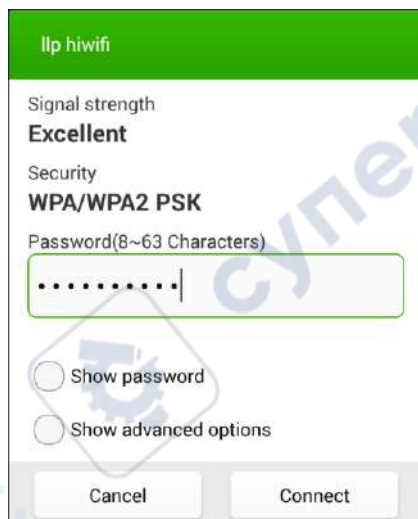 llp hiwifi
Signal strength
Excellent
Security
WPA/WPA2 PSK
Password(8~63 Characters)
••••••••••
Show password
Show advanced options
Cancel
Connect